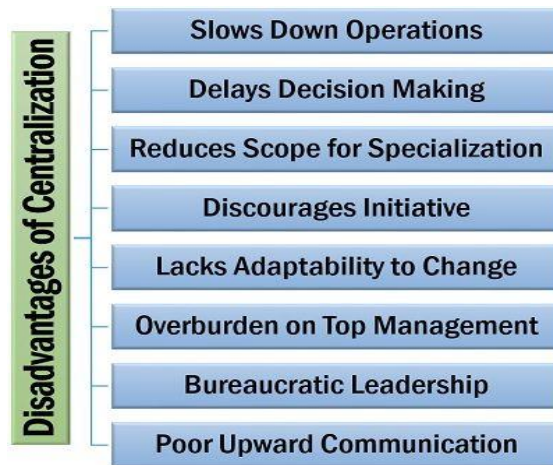 Disadvantages of Centralization
Slows Down Operations
Delays Decision Making
Reduces Scope for Specialization
Discourages Initiative
Lacks Adaptability to Change
Overburden on Top Management
Bureaucratic Leadership
Poor Upward Communication